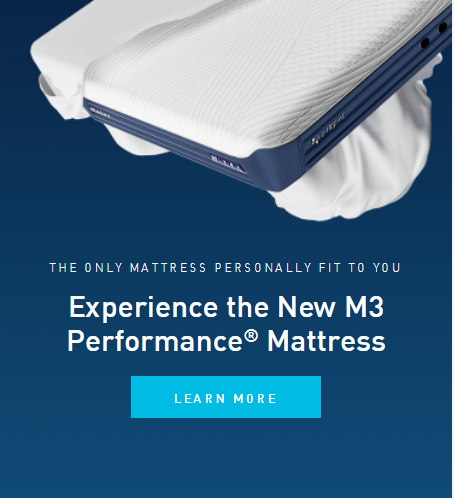 THE ONLY MATTRESS PERSONALLY FIT TO YOU
Experience the New M3
Performance® Mattress
LEARN MORE